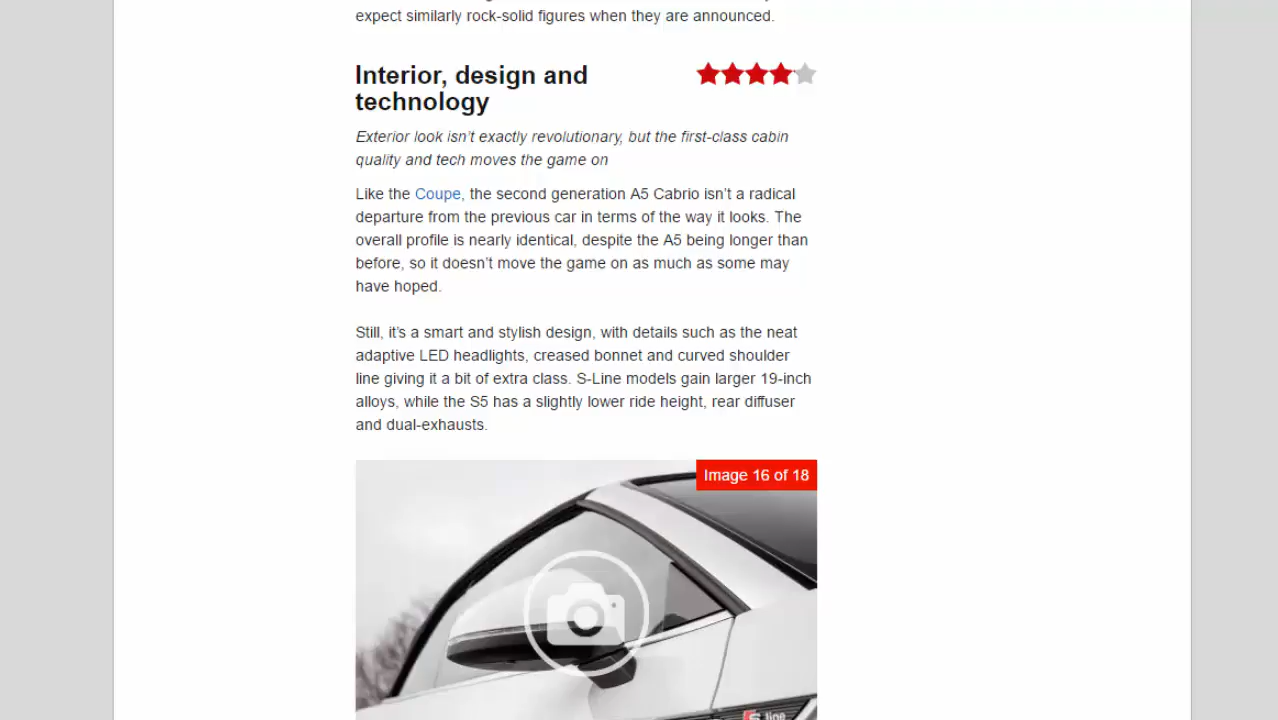 expect similarly rock-solid figures when they are announced.
Interior, design and
technology
Exterior look isn't exactly revolutionary, but the first-class cabin
quality and tech moves the game on
Like the Coupe, the second generation A5 Cabrio isn’t a radical
departure from the previous car in terms of the way it looks. The
overall profile is nearly identical, despite the A5 being longer than
before, so it doesn’t move the game on as much as some may
have hoped.
Still, it’s a smart and stylish design, with details such as the neat
adaptive LED headlights, creased bonnet and curved shoulder
line giving it a bit of extra class. S-Line models gain larger 19-inch
alloys, while the S5 has a slightly lower ride height, rear diffuser
and dual-exhausts.
Image 16 of 18
S line